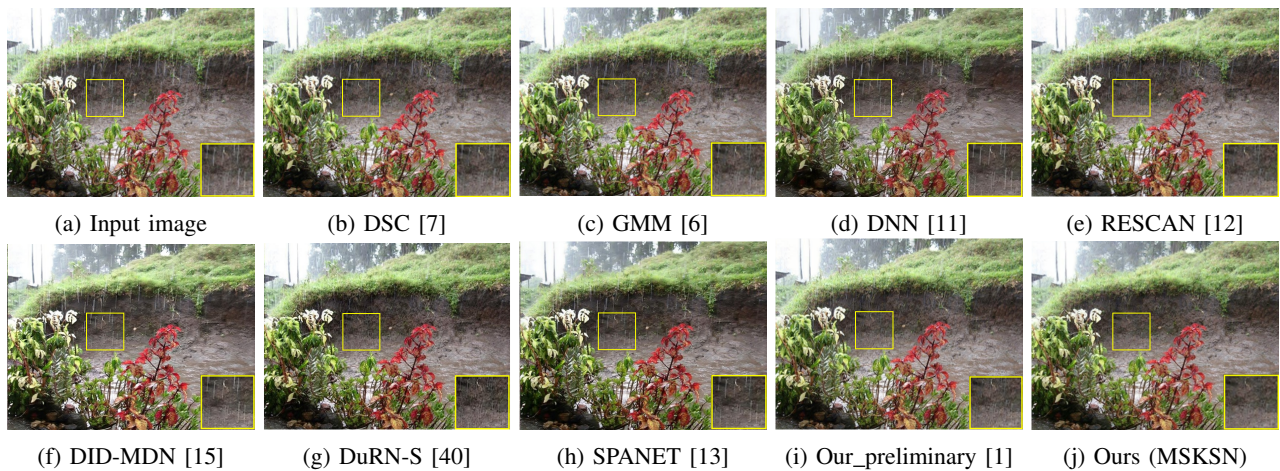 (a) Input image
(b) DSC [7]
(c) GMM [6]
(d) DNN [11]
(e) RESCAN [12]
(f) DID-MDN [15]
(g) DuRN-S [40]
(h) SPANET [13]
(i) Our_preliminary [1]
(j) Ours (MSKSN)